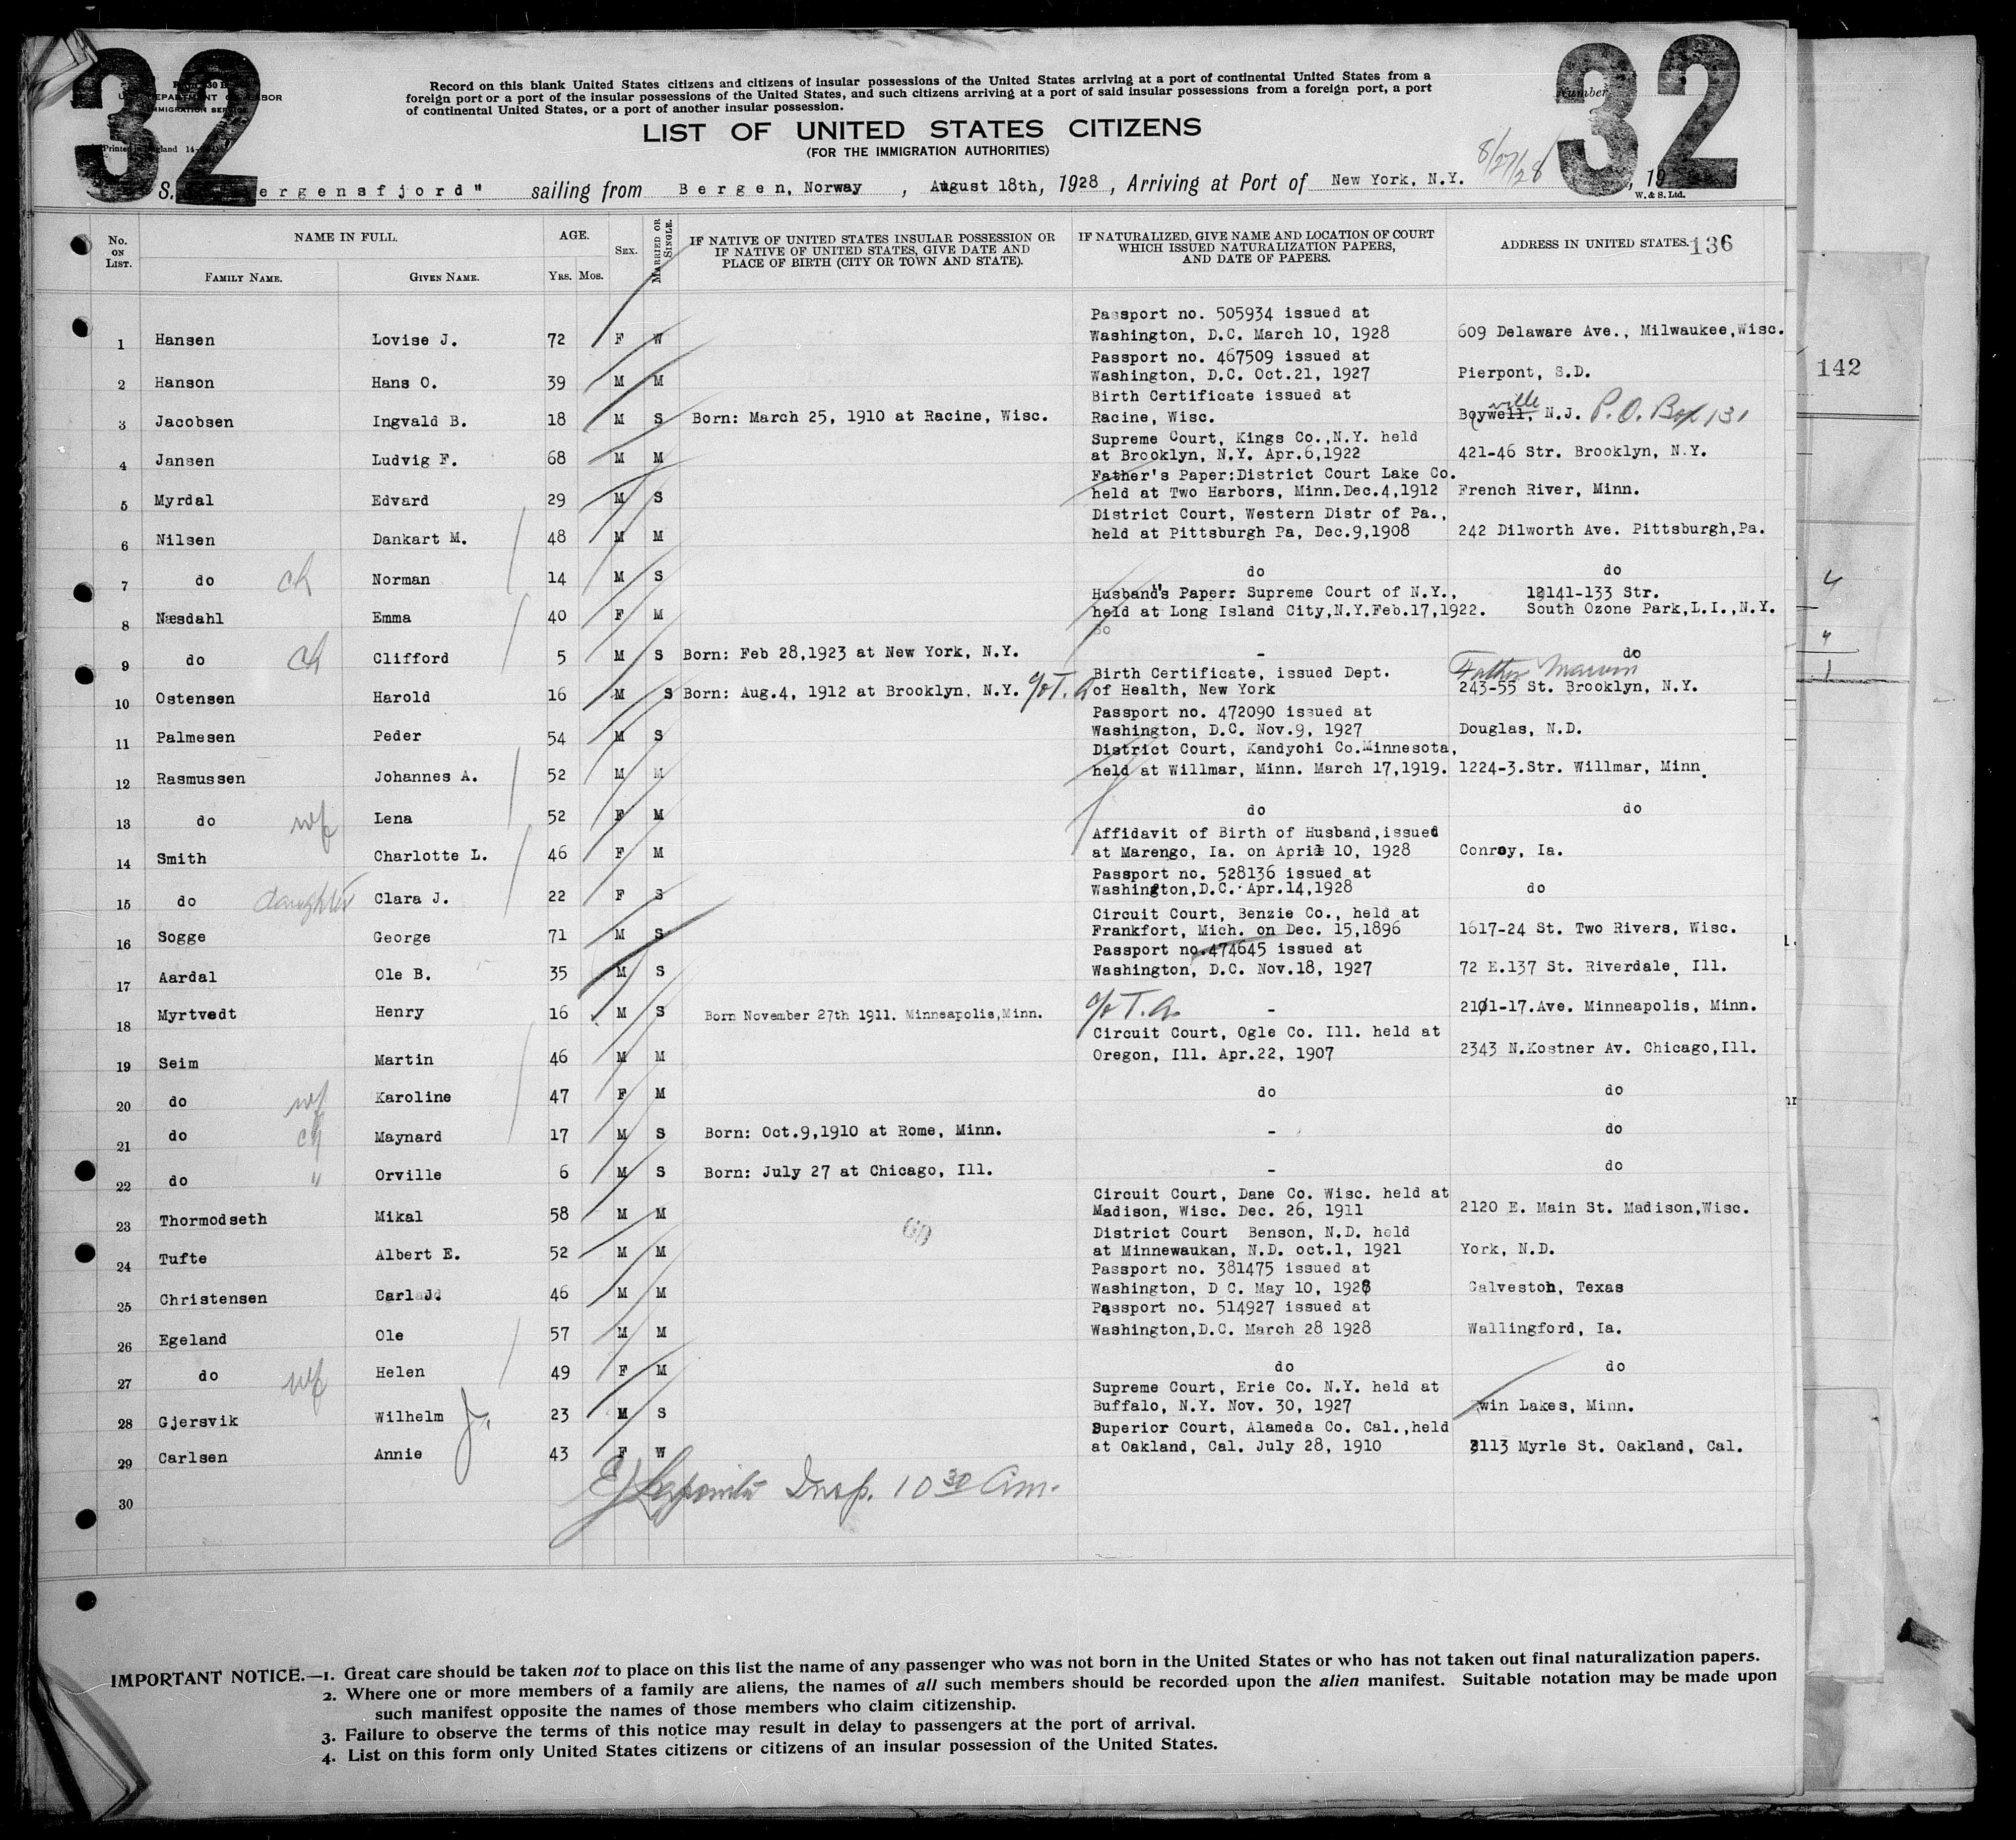 32
32
Number
Record on this blank United States citizens and citizens of insular possessions of the United States arriving at a port of continental United States from a
foreign port or a port of the insular possessions of the United States, and such citizens arriving at a port of said insular possessions from a foreign port, a port
of continental United States, or a port of another insular possession.
LIST OF UNITED STATES CITIZENS
(FOR THE IMMIGRATION AUTHORITIES)
8/27/28
ergensfjord" sailing from Bergen, Norway , August 18th, 1928 , Arriving at Port of New York, N.Y. , 19
W. & S. Ltd.
No. ON LIST. NAME IN FULL. AGE. SEX. MARRIED OR SINGLE. IF NATIVE OF UNITED STATES INSULAR POSSESSION OR IF NATIVE OF UNITED STATES, GIVE DATE AND PLACE OF BIRTH (CITY OR TOWN AND STATE). IF NATURALIZED, GIVE NAME AND LOCATION OF COURT WHICH ISSUED NATURALIZATION PAPERS, AND DATE OF PAPERS. ADDRESS IN UNITED STATES. 136
FAMILY NAME. GIVEN NAME. YRS. MOS.
Passport no. 505934 issued at
1 Hansen Lovise J. 72 F W Washington, D.C. March 10, 1928 609 Delaware Ave., Milwaukee,Wisc.
Passport no. 467509 issued at
2 Hanson Hans O. 39 M M Washington, D.C. Oct.21, 1927 Pierpont, S.D.
Birth Certificate issued at
3 Jacobsen Ingvald B. 18 M S Born: March 25, 1910 at Racine, Wisc. Racine, Wisc. Boywell, ville N.J. P.O. Box 131
Supreme Court, Kings Co.,N.Y. held
4 Jansen Ludvig F. 68 M M at Brooklyn, N.Y. Apr.6,1922 421-46 Str. Brooklyn, N.Y.
Father's Paper:District Court Lake Co.
5 Myrdal Edvard 29 M S held at Two Harbors, Minn.Dec.4,1912 French River, Minn.
District Court, Western Distr of Pa.,
6 Nilsen Dankart M. 48 M M held at Pittsburgh Pa, Dec.9,1908 242 Dilworth Ave. Pittsburgh,Pa.
7 do ch Norman 14 M S do do
Husband's Paper: Supreme Court of N.Y., 12141-133 Str.
8 Næsdahl Emma 40 F M held at Long Island City,N.Y.Feb.17,1922. South Ozone Park,L.I.,N.Y.
9 do ch Clifford 5 M S Born: Feb 28,1923 at New York, N.Y. - do
Birth Certificate, issued Dept. Father Marvin
10 Ostensen Harold 16 M S Born: Aug.4, 1912 at Brooklyn, N.Y. c/o T. a of Health, New York 243-55 St. Brooklyn, N.Y.
Passport no. 472090 issued at
11 Palmesen Peder 54 M S Washington, D.C. Nov.9, 1927 Douglas, N.D.
District Court, Kandyohi Co.Minnesota,
12 Rasmussen Johannes A. 52 M M held at Willmar, Minn. March 17,1919. 1224-3.Str. Willmar, Minn.
13 do wf Lena 52 F M do do
Affidavit of Birth of Husband,issued
14 Smith Charlotte L. 46 F M at Marengo, Ia. on April 10, 1928 Conroy, Ia.
Passport no. 528136 issued at
15 do daughter Clara J. 22 F S Washington,D.C. Apr.14,1928 do
Circuit Court, Benzie Co., held at
16 Sogge George 71 M S Frankfort, Mich. on Dec. 15,1896 1617-24 St. Two Rivers, Wisc.
Passport no.474645 issued at
17 Aardal Ole B. 35 M S Washington, D.C. Nov.18, 1927 72 E.137 St. Riverdale, Ill.
18 Myrtvedt Henry 16 M S Born November 27th 1911. Minneapolis,Minn. c/o T.a. - 2101-17.Ave. Minneapolis, Minn.
Circuit Court, Ogle Co. Ill. held at
19 Seim Martin 46 M M Oregon, Ill. Apr.22, 1907 2343 N.Kostner Av. Chicago,Ill.
20 do wf Karoline 47 F M do do
21 do ch Maynard 17 M S Born: Oct.9,1910 at Rome, Minn. - do
22 do " Orville 6 M S Born: July 27 at Chicago, Ill. - do
Circuit Court, Dane Co. Wisc. held at
23 Thormodseth Mikal 58 M M Madison, Wisc. Dec. 26, 1911 2120 E. Main St. Madison,Wisc.
District Court Benson, N.D. held
24 Tufte Albert E. 52 M M at Minnewaukan, N.D. oct.1, 1921 York, N.D.
Passport no. 381475 issued at
25 Christensen Carl J. 46 M M Washington, D C. May 10, 1928 Galveston, Texas
Passport no. 514927 issued at
26 Egeland Ole 57 M M Washington,D.C. March 28 1928 Wallingford, Ia.
27 do wf Helen 49 F M do do
Supreme Court, Erie Co. N.Y. held at
28 Gjersvik Wilhelm J. 23 M S Buffalo, N.Y. Nov. 30, 1927 Twin Lakes, Minn.
Superior Court, Alameda Co. Cal.,held
29 Carlsen Annie 43 F W at Oakland, Cal. July 28, 1910 3113 Myrle St. Oakland, Cal.
30 Insp. 10 30 Am.
IMPORTANT NOTICE.—1. Great care should be taken not to place on this list the name of any passenger who was not born in the United States or who has not taken out final naturalization papers.
2. Where one or more members of a family are aliens, the names of all such members should be recorded upon the alien manifest. Suitable notation may be made upon
such manifest opposite the names of those members who claim citizenship.
3. Failure to observe the terms of this notice may result in delay to passengers at the port of arrival.
4. List on this form only United States citizens or citizens of an insular possession of the United States.
142